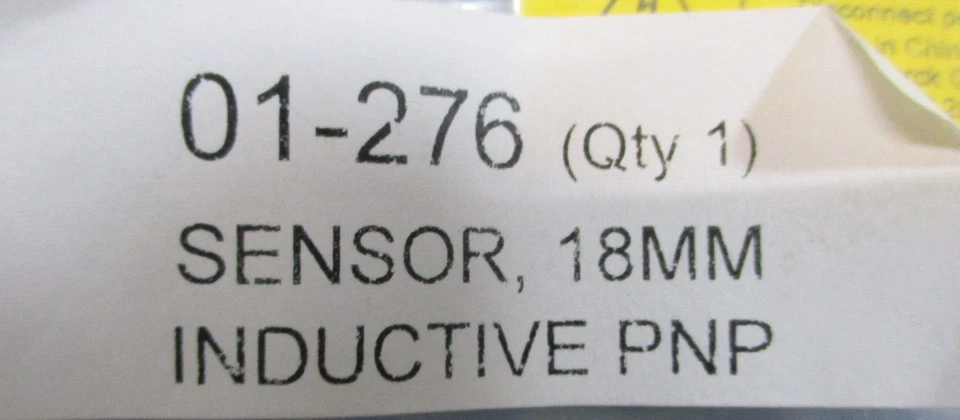 01-276 (Qty 1)
SENSOR, 18MM
INDUCTIVE PNP